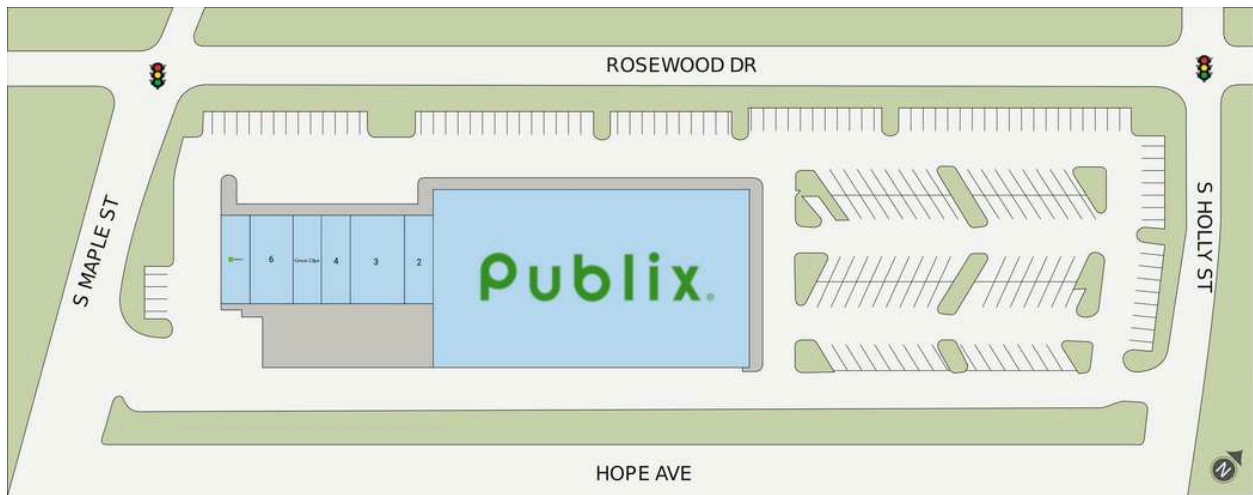 ROSEWOOD DR
S MAPLE ST
S HOLLY ST
6
Great Clips
4
3
2
Publix.
HOPE AVE
N